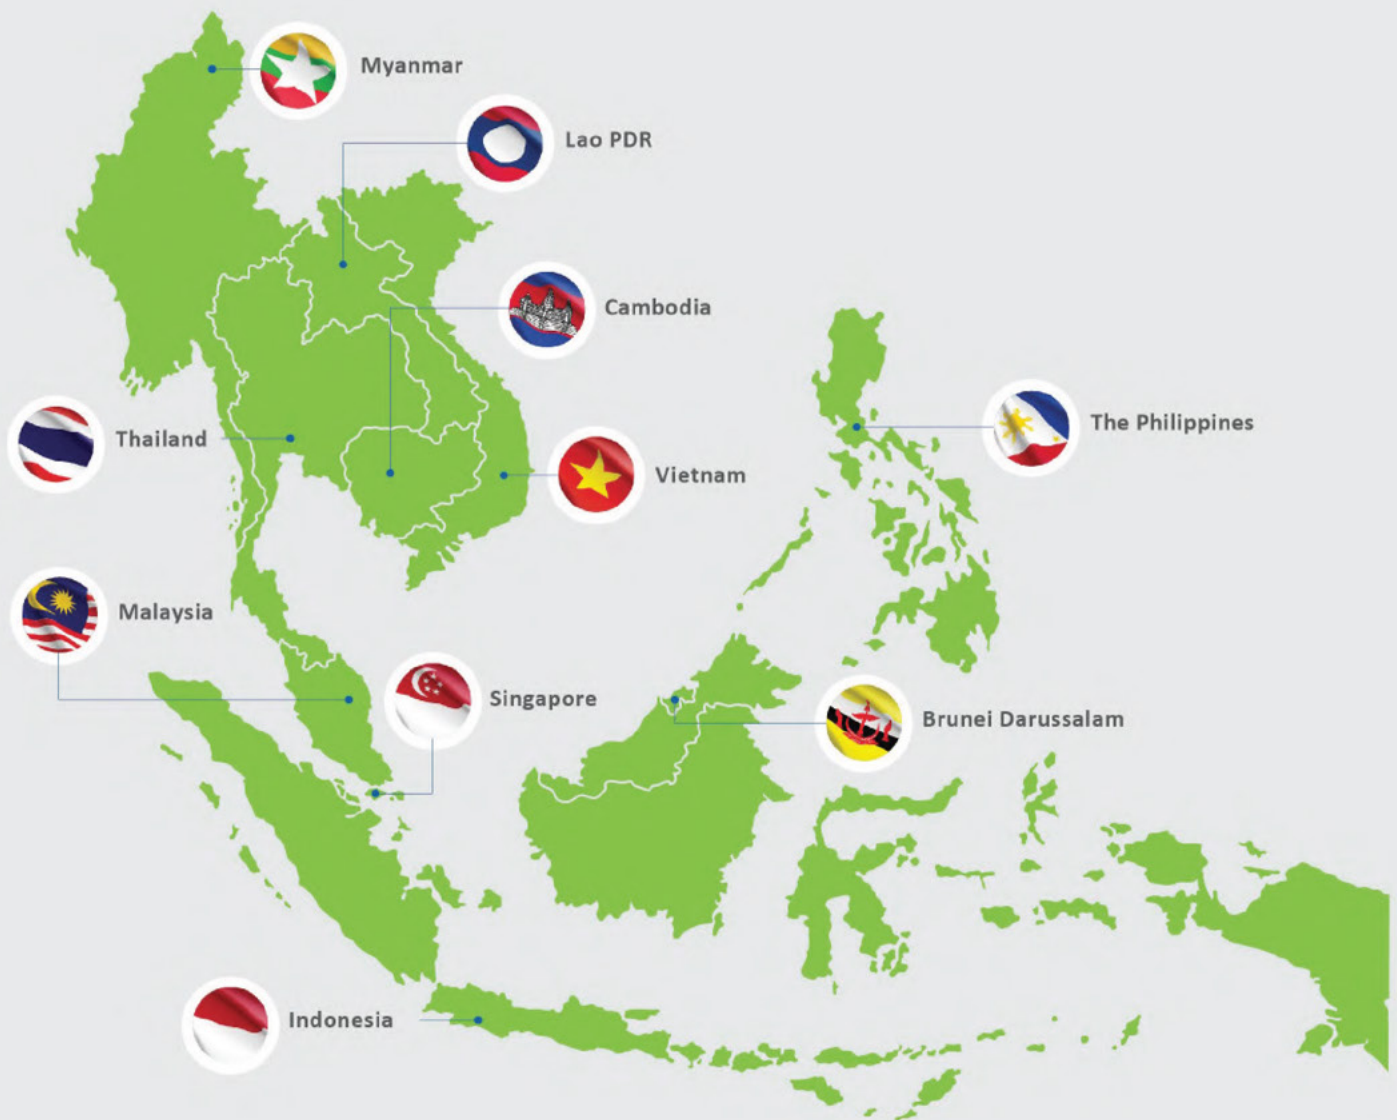 Myanmar
Lao PDR
Cambodia
The Philippines
Thailand
Vietnam
Malaysia
Singapore
Brunei Darussalam
Indonesia